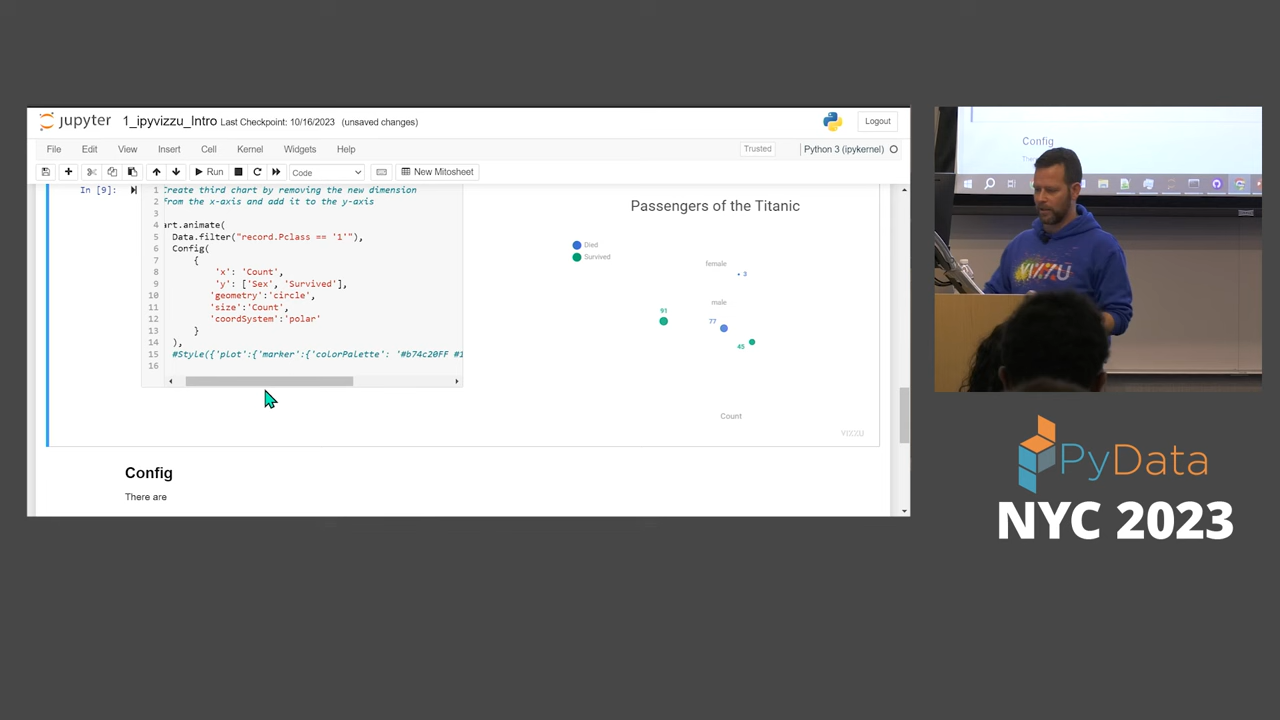 jupyter 1_ipyvizzu_Intro Last Checkpoint: 10/16/2023 (unsaved changes)
Logout
File Edit View Insert Cell Kernel Widgets Help
Trusted
Python 3 (ipykernel)
Run
Code
New Mitosheet
In [9]:
1 Create third chart by removing the new dimension
2 from the x-axis and add it to the y-axis
3
4 art.animate(
5 Data.filter("record.Pclass == '1'"),
6 Config(
7 {
8 'x': 'Count',
9 'y': ['Sex', 'Survived'],
10 'geometry':'circle',
11 'size':'Count',
12 'coordSystem':'polar'
13 }
14 ),
15 #Style({'plot':{'marker':{'colorPalette': '#b74c20FF #1
16
Passengers of the Titanic
Died
Survived
female
3
male
91
77
45
Count
VIZZU
Config
There are
Config
VIZZU
PyData
NYC 2023